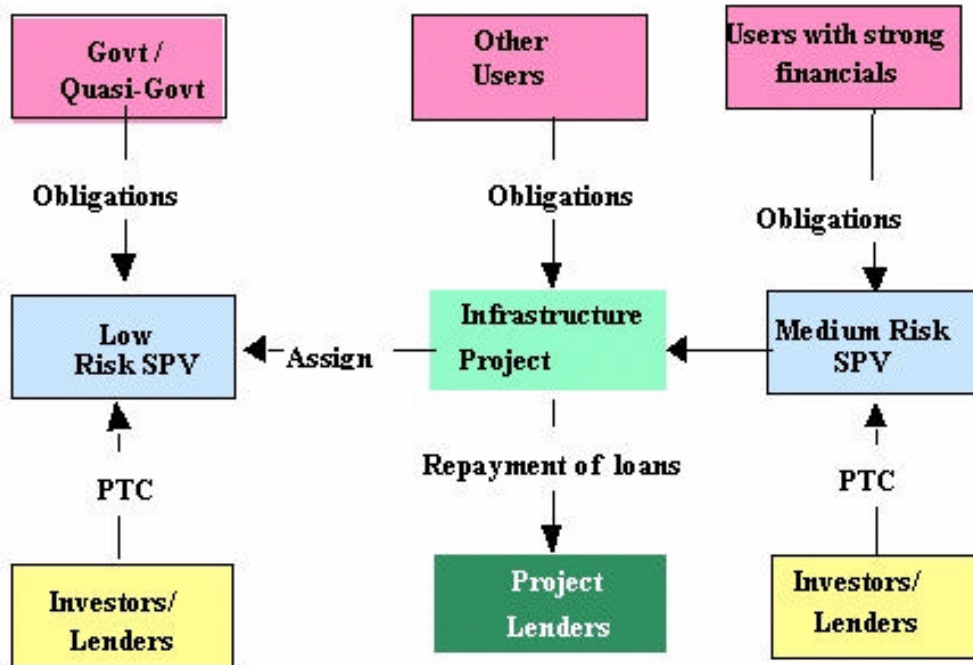 Govt /
Quasi-Govt
Other
Users
Users with strong
financials
Obligations
Obligations
Obligations
Low
Risk SPV
Assign
Infrastructure
Project
Medium Risk
SPV
PTC
Repayment of loans
PTC
Investors/
Lenders
Project
Lenders
Investors/
Lenders